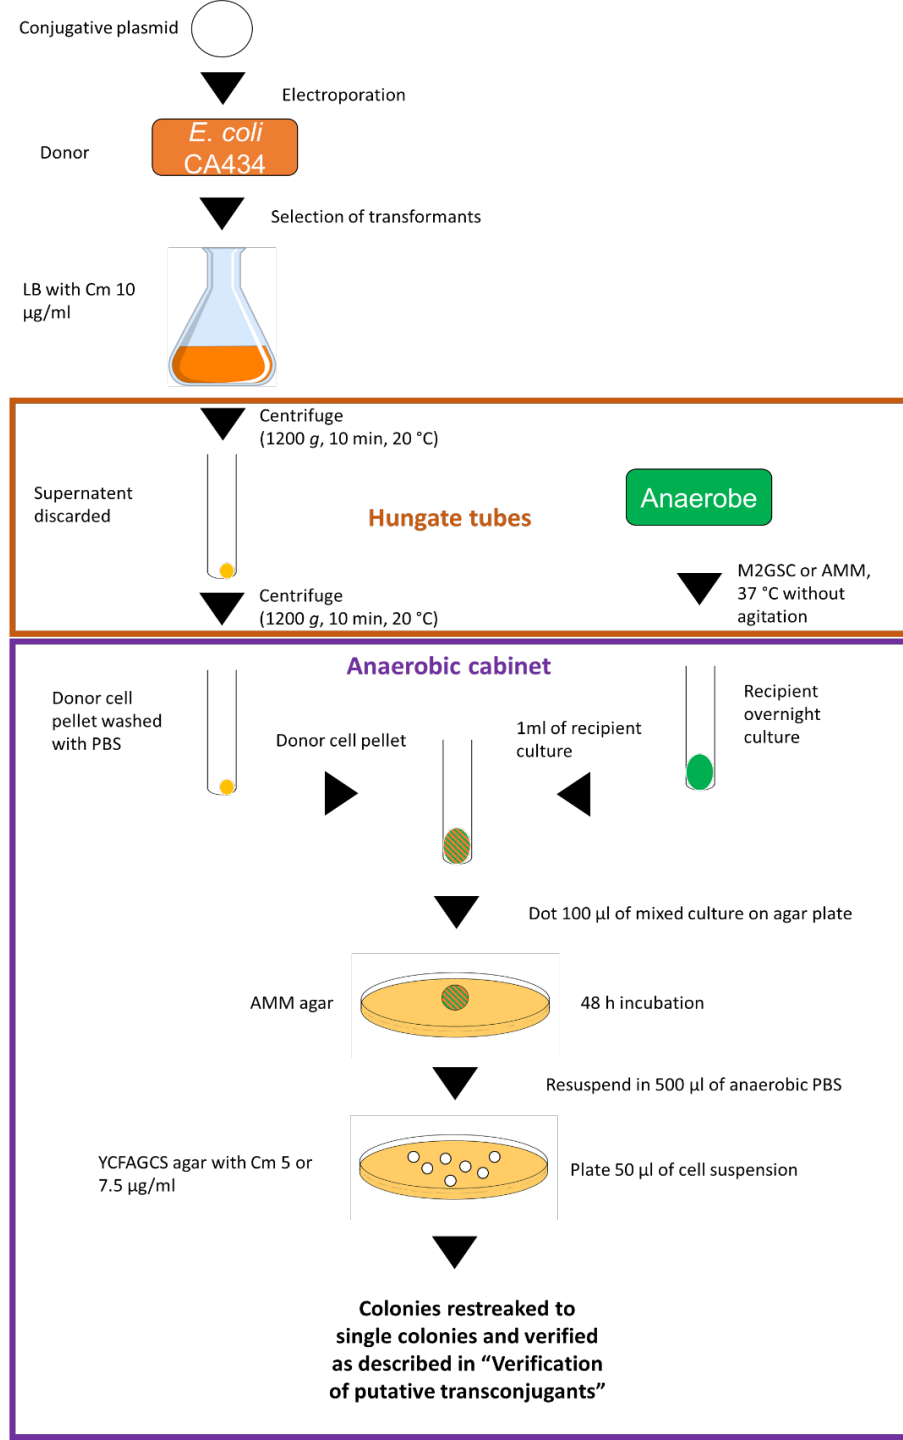 Conjugative plasmid
Electroporation
E. coli
CA434
Donor
Selection of transformants
LB with Cm 10
µg/ml
Centrifuge
(1200 g, 10 min, 20 °C)
Supernatent
discarded
Hungate tubes
Anaerobe
M2GSC or AMM,
37 °C without
agitation
Centrifuge
(1200 g, 10 min, 20 °C)
Anaerobic cabinet
Donor cell
pellet washed
with PBS
Donor cell pellet
1ml of recipient
culture
Recipient
overnight
culture
Dot 100 µl of mixed culture on agar plate
AMM agar
48 h incubation
Resuspend in 500 µl of anaerobic PBS
YCFAGCS agar with Cm 5 or
7.5 µg/ml
Plate 50 µl of cell suspension
Colonies restreaked to
single colonies and verified
as described in “Verification
of putative transconjugants”